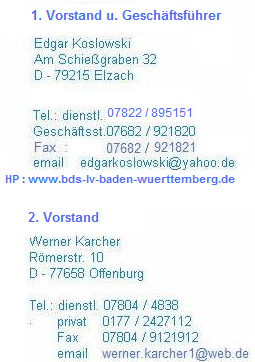 1. Vorstand u. Geschäftsführer
Edgar Koslowski
Am Schießgraben 32
D - 79215 Elzach
Tel.: dienstl. 07822 / 895151
Geschäftsst.07682 / 921820
Fax : 07682 / 921821
email edgarkoslowski@yahoo.de
HP : www.bds-lv-baden-wuerttemberg.de
2. Vorstand
Werner Karcher
Römerstr. 10
D - 77658 Offenburg
Tel.: dienstl. 07804 / 4838
. privat 0177 / 2427112
Fax 07804 / 9121912
email werner.karcher1@web.de